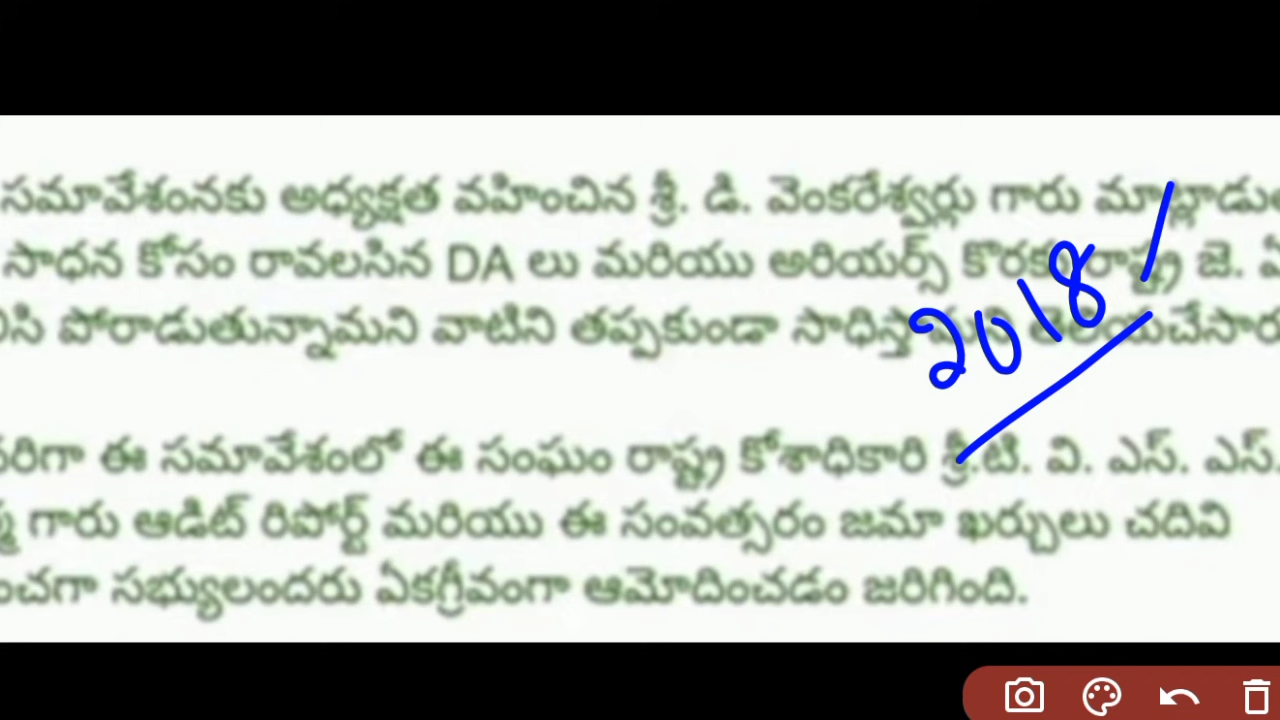 సమావేశంనకు అధ్యక్షత వహించిన శ్రీ. డి. వెంకరేశ్వర్లు గారు
సాధన కోసం రావలసిన DA లు మరియు అరియర్స్ కొరకు రాష్ట్ర జె.
పోరాడుతున్నామని వాటిని తప్పకుండా
2018
ఈ సమావేశంలో ఈ సంఘం రాష్ట్ర కోశాధికారి శ్రీ.టి. వి. ఎస్. ఎస్.
గారు ఆడిట్ రిపోర్ట్ మరియు ఈ సంవత్సరం జమా ఖర్చులు చదివి
సభ్యులందరు ఏకగ్రీవంగా ఆమోదించడం జరిగింది.